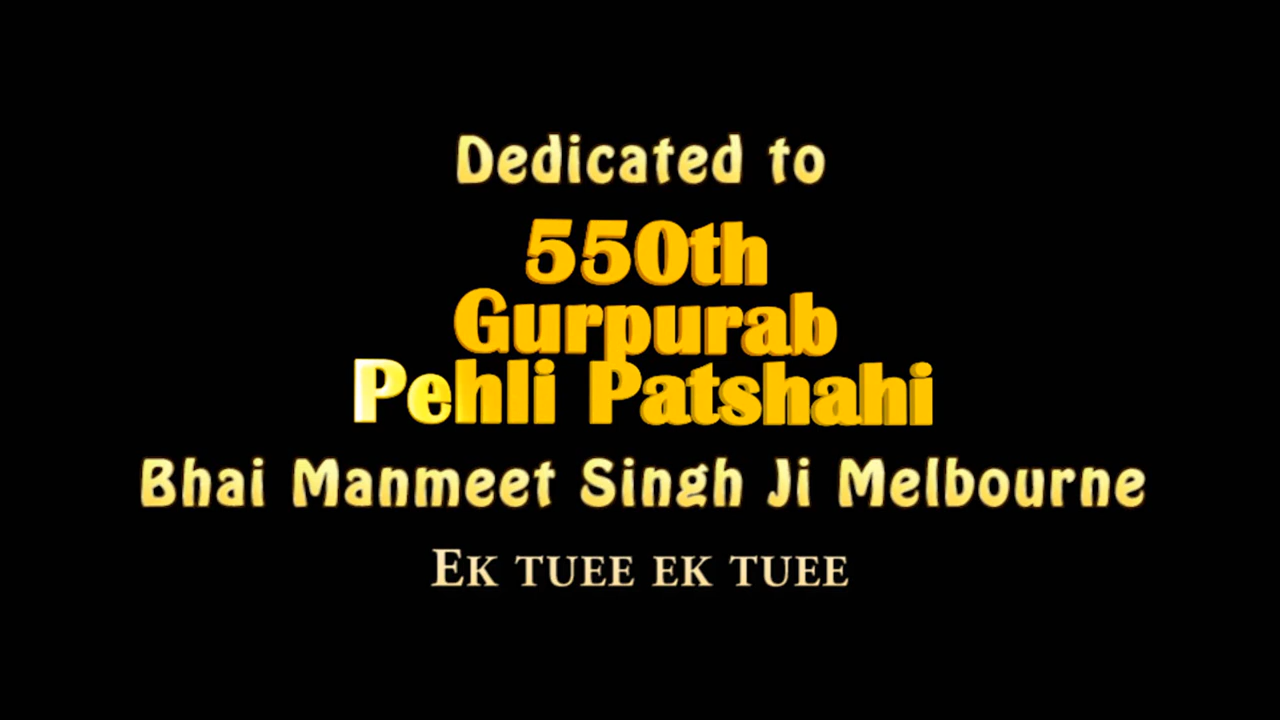 Dedicated to
550th
Gurpurab
Pehli Patshahi
Bhai Manmeet Singh Ji Melbourne
Ek tuee ek tuee